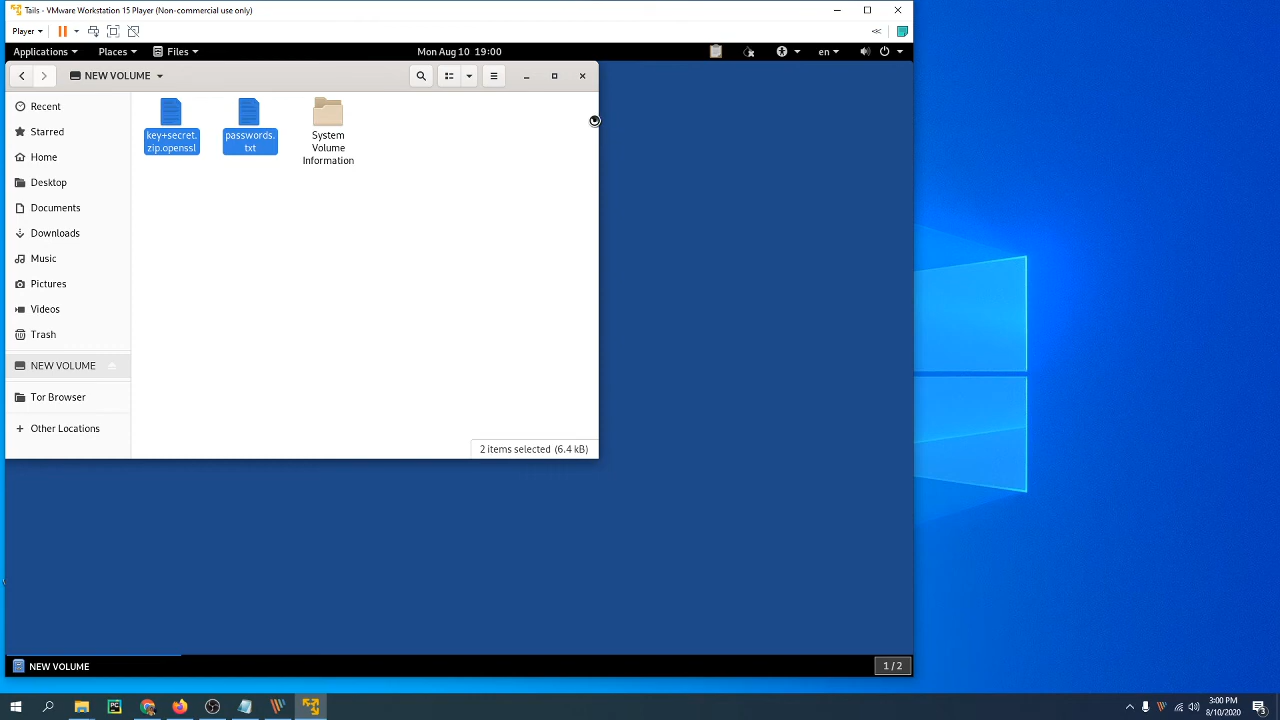 Tails - VMware Workstation 15 Player (Non-commercial use only)
Player
Applications Places Files Mon Aug 10 19:00 en
NEW VOLUME
Recent
Starred
Home
Desktop
Documents
Downloads
Music
Pictures
Videos
Trash
NEW VOLUME
Tor Browser
Other Locations
key+secret.
zip.openssl
passwords.
txt
System
Volume
Information
2 items selected (6.4 kB)
NEW VOLUME
1 / 2
PC
3:00 PM
8/10/2020